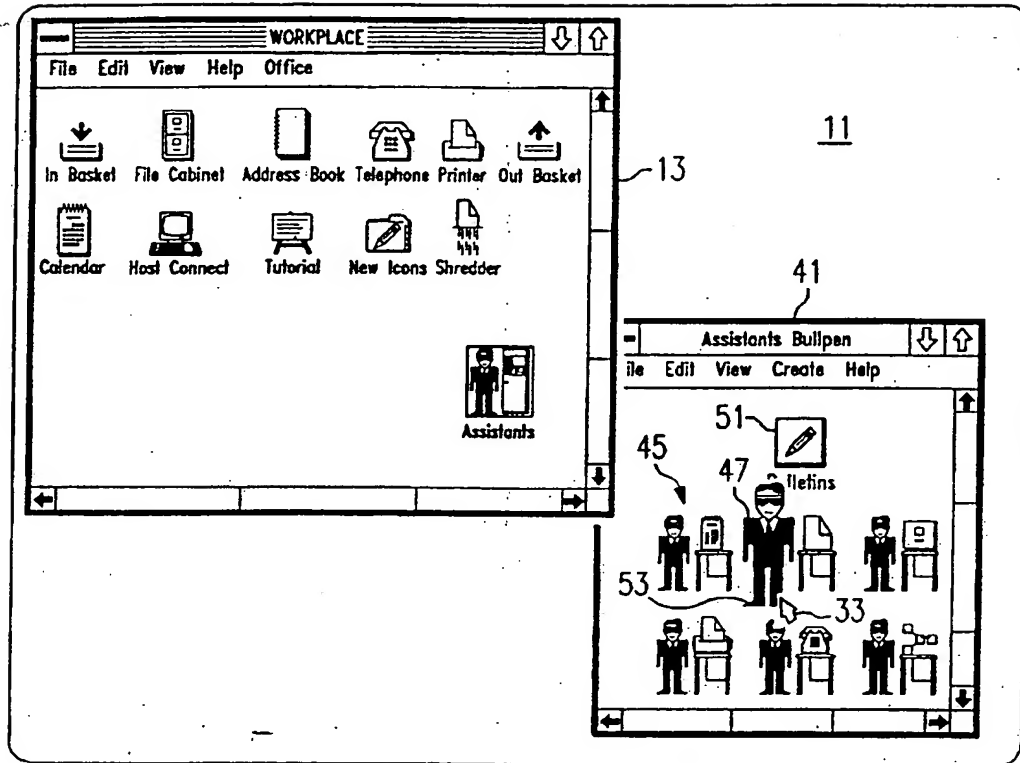 WORKPLACE
File Edit View Help Office
In Basket File Cabinet Address Book Telephone Printer Out Basket
Calendar Host Connect Tutorial New Icons Shredder
Assistants
11
13
41
Assistants Bullpen
ile Edit View Create Help
51
lletins
45
47
53
33